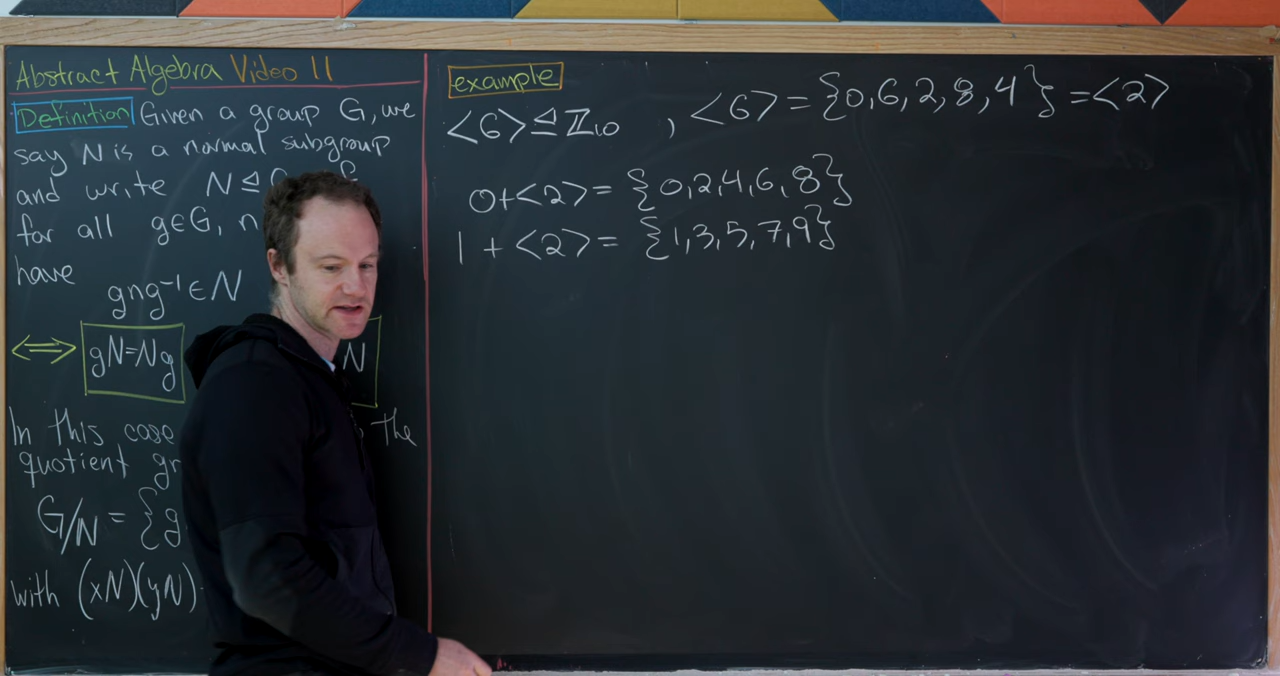 Abstract Algebra Video 11
Definition Given a group G, we
say N is a normal subgroup
and write N ⊴
for all g∈G, n
have
gng⁻¹∈N
⟺ gN=Ng N
In this case the
quotient gr
G/N = {g
with (xN)(yN)
example
<6>⊴ℤ₁₀ , <6>={0,6,2,8,4}=<2>
0+<2>= {0,2,4,6,8}
1+<2>= {1,3,5,7,9}